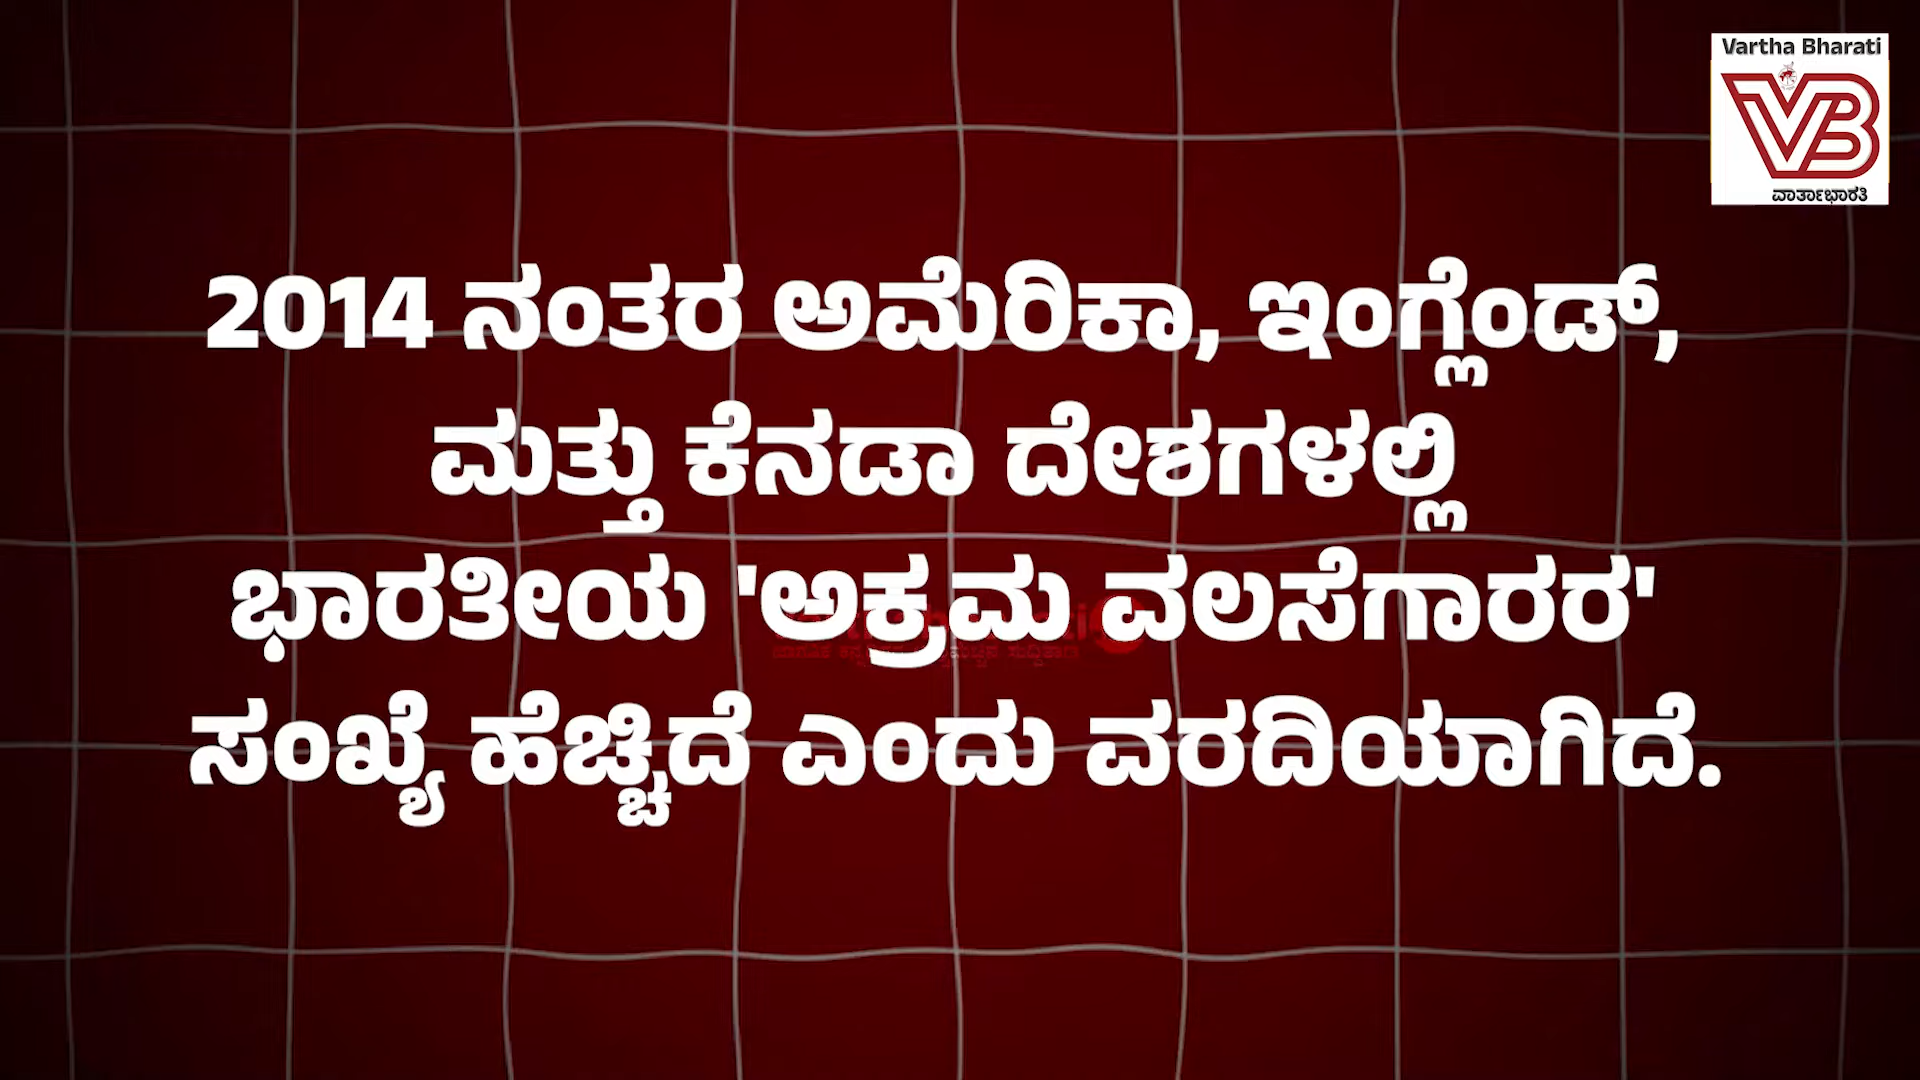 Vartha Bharati
VB
ವಾರ್ತಾಭಾರತಿ
2014 ನಂತರ ಅಮೆರಿಕಾ, ಇಂಗ್ಲೆಂಡ್,
ಮತ್ತು ಕೆನಡಾ ದೇಶಗಳಲ್ಲಿ
ಭಾರತೀಯ 'ಅಕ್ರಮ ವಲಸೆಗಾರರ'
ಸಂಖ್ಯೆ ಹೆಚ್ಚಿದೆ ಎಂದು ವರದಿಯಾಗಿದೆ.